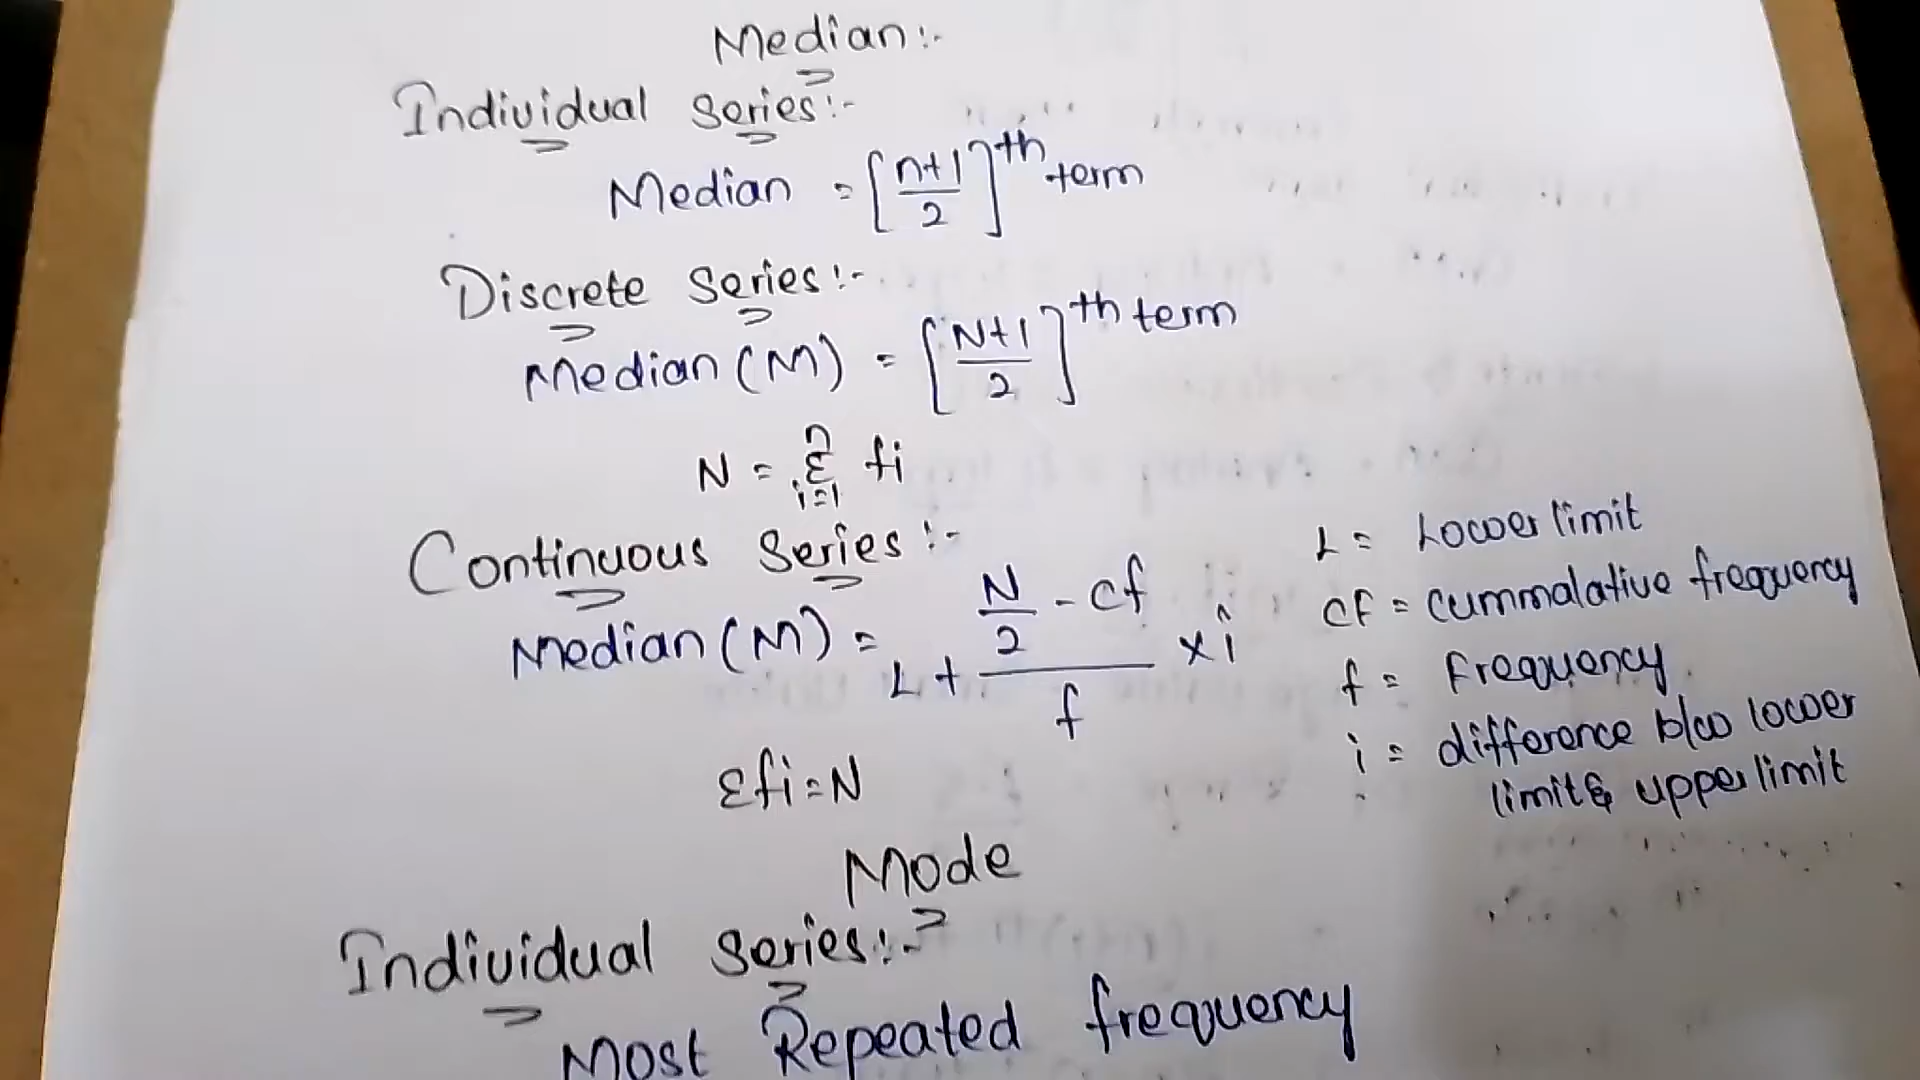 Median:-
Individual Series:-
Median = [n+1/2]th term
Discrete Series:-
Median (M) = [N+1/2]th term
N = Σ fi
n
i=1
Continuous Series:-
Median (M) = L + N/2 - cf / f × i
Σfi = N
L = Lower limit
CF = Cummalative frequency
f = Frequency
i = difference b/w lower
limit & upper limit
Mode
Individual Series:-
Most Repeated frequency